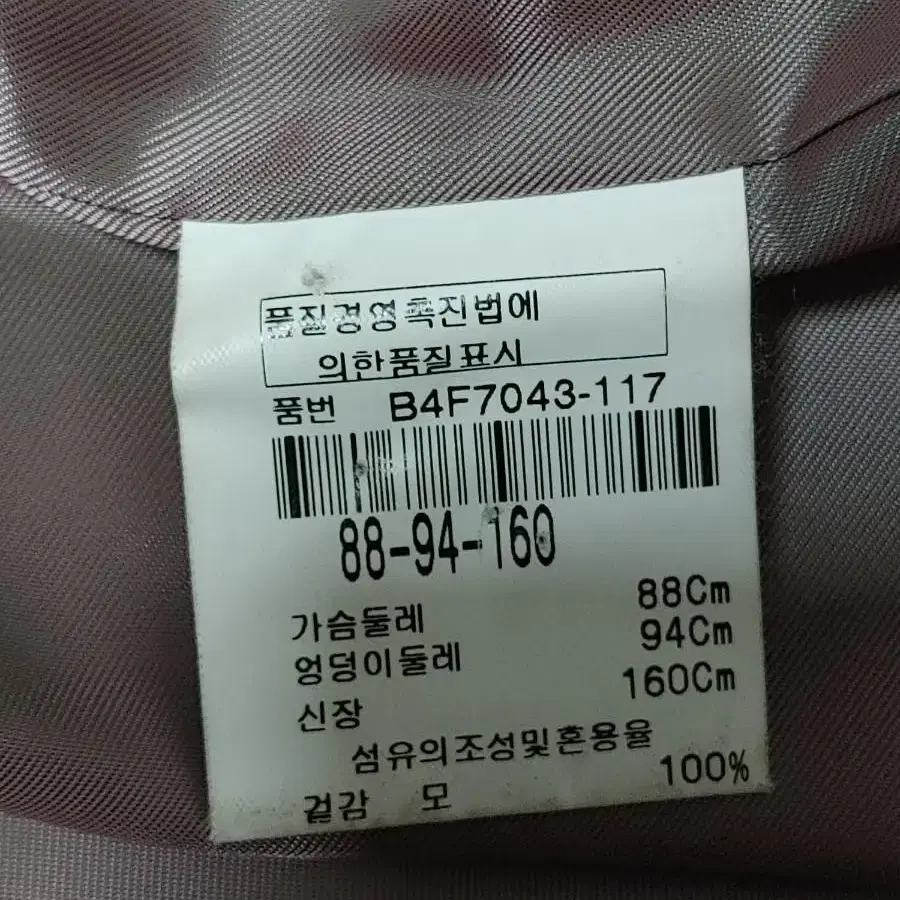 품질경영촉진법에
의한품질표시
품번 B4F7043-117
88-94-160
가슴둘레 88Cm
엉덩이둘레 94Cm
신장 160Cm
섬유의조성및혼용율
겉감 모 100%